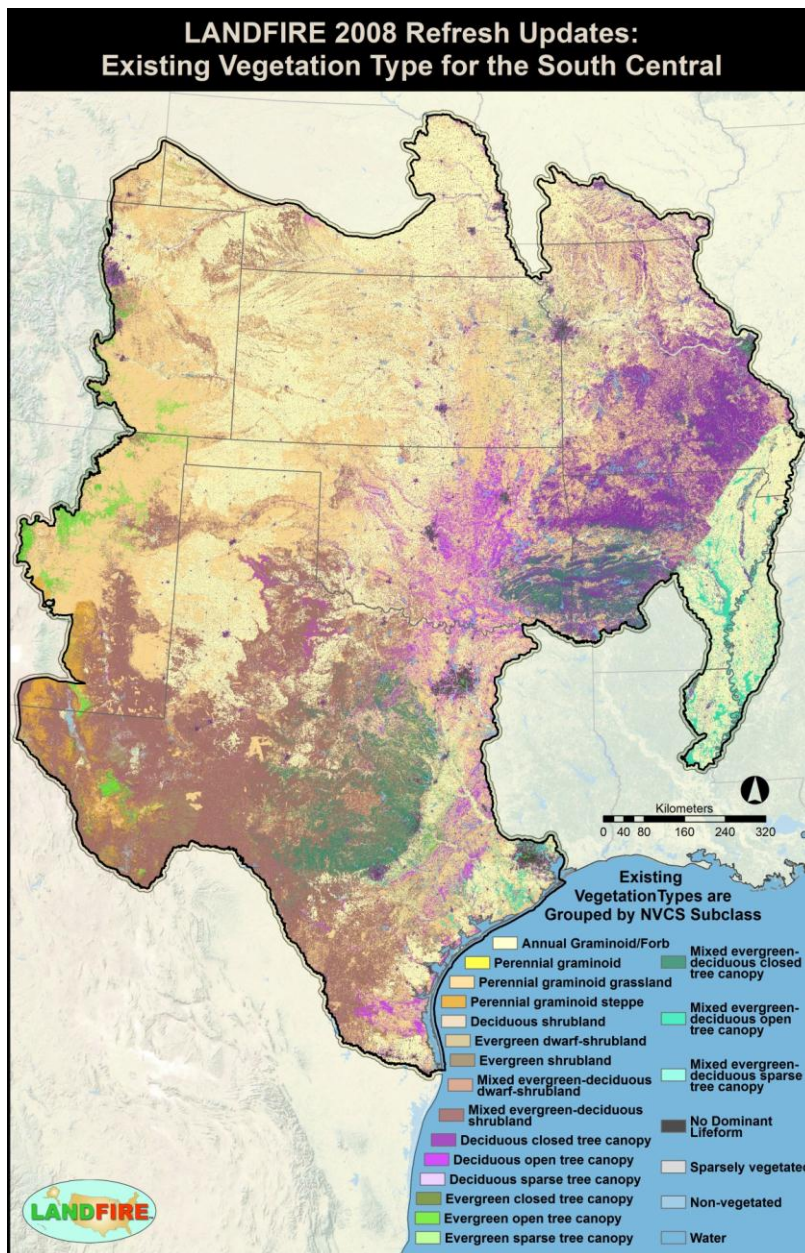 LANDFIRE 2008 Refresh Updates:
Existing Vegetation Type for the South Central
Kilometers
0 40 80 160 240 320
Existing
VegetationTypes are
Grouped by NVCS Subclass
Annual Graminoid/Forb
Perennial graminoid
Perennial graminoid grassland
Perennial graminoid steppe
Deciduous shrubland
Evergreen dwarf-shrubland
Evergreen shrubland
Mixed evergreen-deciduous
dwarf-shrubland
Mixed evergreen-deciduous
shrubland
Deciduous closed tree canopy
Deciduous open tree canopy
Deciduous sparse tree canopy
Evergreen closed tree canopy
Evergreen open tree canopy
Evergreen sparse tree canopy
Mixed evergreen-
deciduous closed
tree canopy
Mixed evergreen-
deciduous open
tree canopy
Mixed evergreen-
deciduous sparse
tree canopy
No Dominant
Lifeform
Sparsely vegetated
Non-vegetated
Water
LANDFIRE